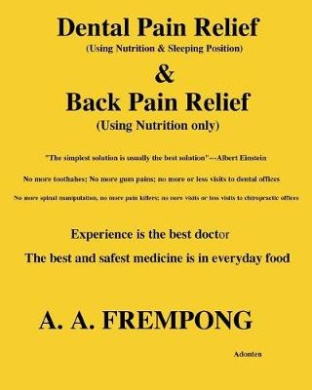 Dental Pain Relief
(Using Nutrition & Sleeping Position)
&
Back Pain Relief
(Using Nutrition only)
"The simplest solution is usually the best solution"---Albert Einstein
No more toothahes; No more gum pains; no more or less visits to dental offices
No more spinal manipulation, no more pain killers; no more visits or less visits to chiropractic offices
Experience is the best doctor
The best and safest medicine is in everyday food
A. A. FREMPONG
Adonten